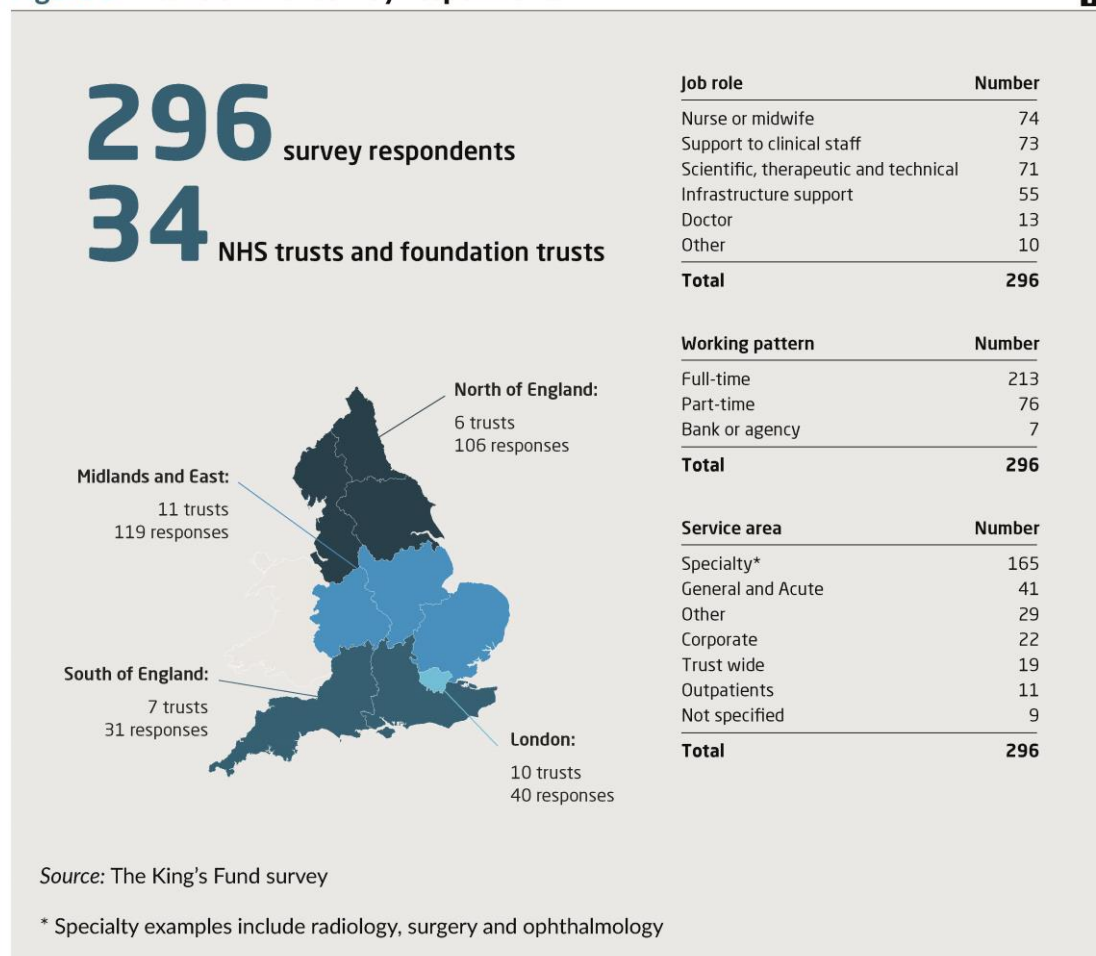 296 survey respondents
34 NHS trusts and foundation trusts
North of England:
6 trusts
106 responses
Midlands and East:
11 trusts
119 responses
South of England:
7 trusts
31 responses
London:
10 trusts
40 responses
Job role Number
Nurse or midwife 74
Support to clinical staff 73
Scientific, therapeutic and technical 71
Infrastructure support 55
Doctor 13
Other 10
Total 296
Working pattern Number
Full-time 213
Part-time 76
Bank or agency 7
Total 296
Service area Number
Specialty* 165
General and Acute 41
Other 29
Corporate 22
Trust wide 19
Outpatients 11
Not specified 9
Total 296
Source: The King's Fund survey
* Specialty examples include radiology, surgery and ophthalmology